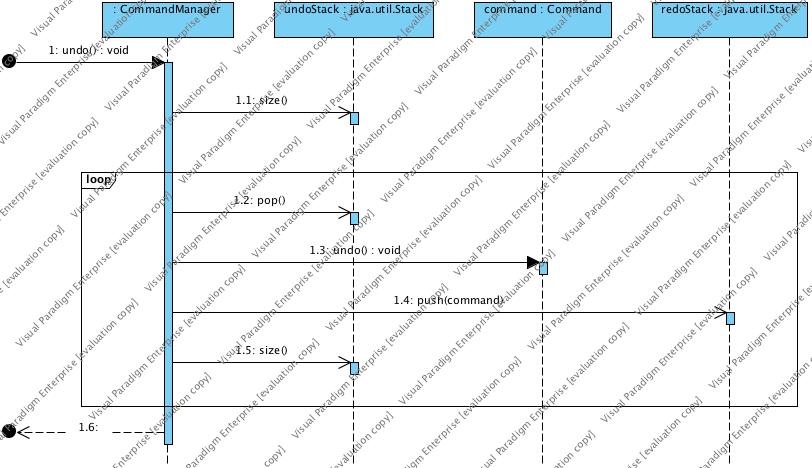 : CommandManager
undoStack : java.util.Stack
command : Command
redoStack : java.util.Stack
1: undo() : void
1.1: size()
loop
1.2: pop()
1.3: undo() : void
1.4: push(command)
1.5: size()
1.6:
Visual Paradigm Enterprise [evaluation copy]